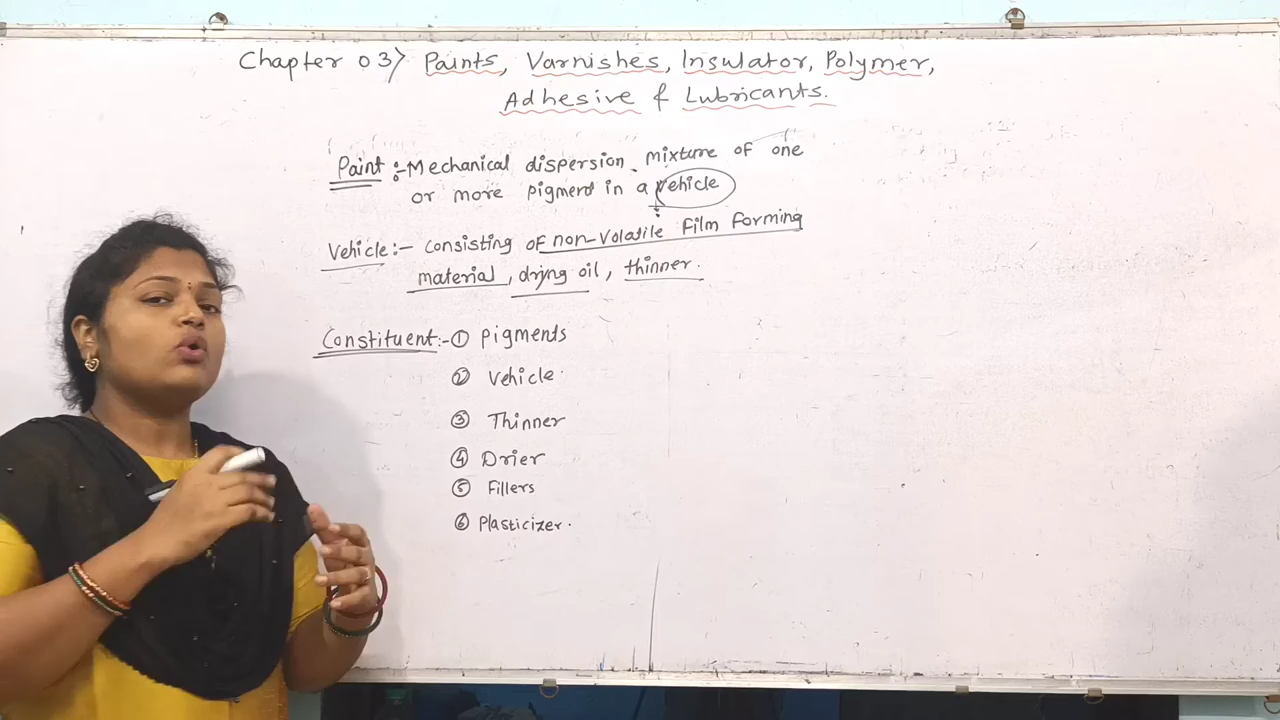 Chapter 03> Paints, Varnishes, Insulator, Polymer,
Adhesive & Lubricants.
Paint :- Mechanical dispersion mixture of one
or more pigment in a vehicle
Vehicle :- consisting of non-volatile film forming
material, drying oil, thinner.
Constituent :- ① Pigments
② Vehicle
③ Thinner
④ Drier
⑤ Fillers
⑥ Plasticizer.